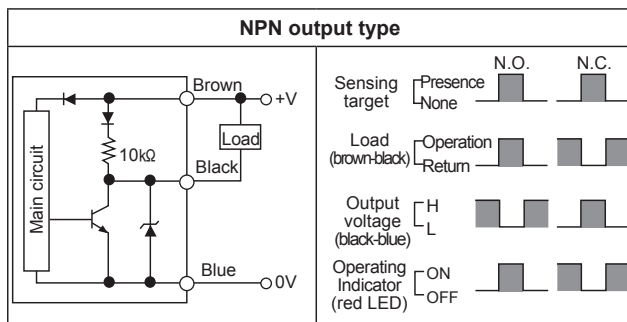 NPN output type
Brown
+V
Load
10kΩ
Black
Main circuit
Blue
0V
N.O. N.C.
Sensing target Presence None
Load (brown-black) Operation Return
Output voltage (black-blue) H L
Operating Indicator (red LED) ON OFF